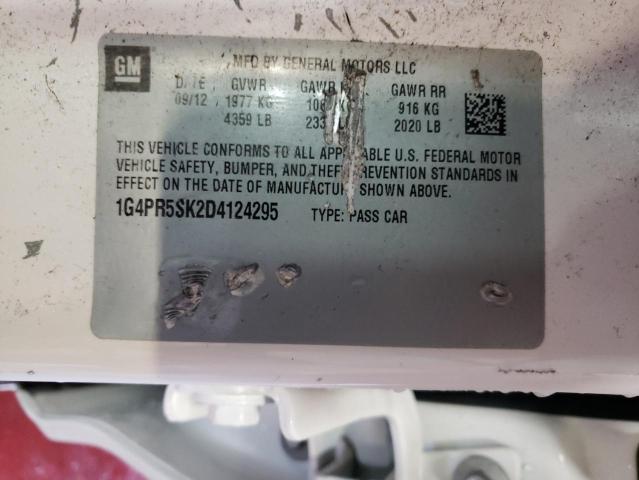 GM
MFD BY GENERAL MOTORS LLC
DATE GVWR GAWR GAWR RR
09/12 1977 KG 916 KG
4359 LB 2020 LB
THIS VEHICLE CONFORMS TO ALL APPLICABLE U.S. FEDERAL MOTOR
VEHICLE SAFETY, BUMPER, AND THEFT PREVENTION STANDARDS IN
EFFECT ON THE DATE OF MANUFACTURE SHOWN ABOVE.
1G4PR5SK2D4124295 TYPE: PASS CAR